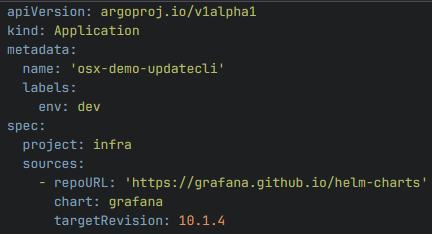 apiVersion: argoproj.io/v1alpha1
kind: Application
metadata:
  name: 'osx-demo-updatecli'
  labels:
    env: dev
spec:
  project: infra
  sources:
    - repoURL: 'https://grafana.github.io/helm-charts'
      chart: grafana
      targetRevision: 10.1.4